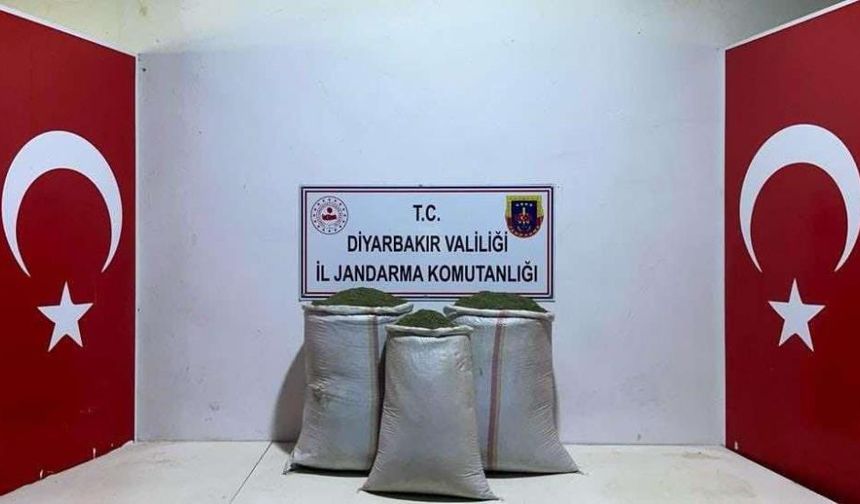 T.C.
DİYARBAKIR VALİLİĞİ
İL JANDARMA KOMUTANLIĞI